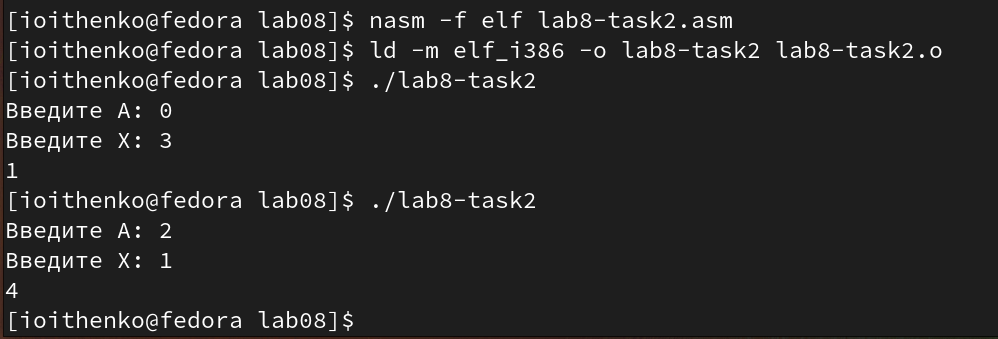 [ioithenko@fedora lab08]$ nasm -f elf lab8-task2.asm
[ioithenko@fedora lab08]$ ld -m elf_i386 -o lab8-task2 lab8-task2.o
[ioithenko@fedora lab08]$ ./lab8-task2
Введите A: 0
Введите X: 3
1
[ioithenko@fedora lab08]$ ./lab8-task2
Введите A: 2
Введите X: 1
4
[ioithenko@fedora lab08]$